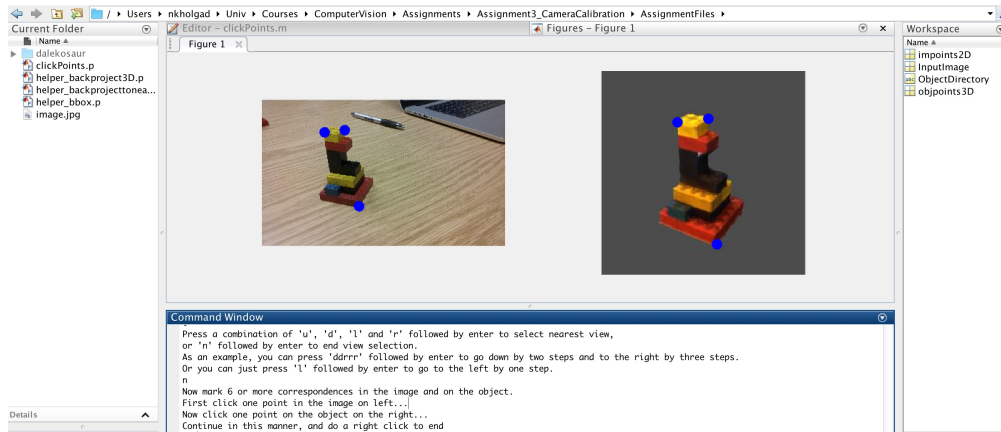 / ▸ Users ▸ nkholgad ▸ Univ ▸ Courses ▸ ComputerVision ▸ Assignments ▸ Assignment3_CameraCalibration ▸ AssignmentFiles ▸
Current Folder
Name
dalekosaur
clickPoints.p
helper_backproject3D.p
helper_backprojecttonea...
helper_bbox.p
image.jpg
Details
Editor - clickPoints.m
Figures - Figure 1
Figure 1
Command Window
Press a combination of 'u', 'd', 'l' and 'r' followed by enter to select nearest view,
or 'n' followed by enter to end view selection.
As an example, you can press 'ddrrr' followed by enter to go down by two steps and to the right by three steps.
Or you can just press 'l' followed by enter to go to the left by one step.
n
Now mark 6 or more correspondences in the image and on the object.
First click one point in the image on left...
Now click one point on the object on the right...
Continue in this manner, and do a right click to end
Workspace
Name
impoints2D
InputImage
abc
ObjectDirectory
objpoints3D